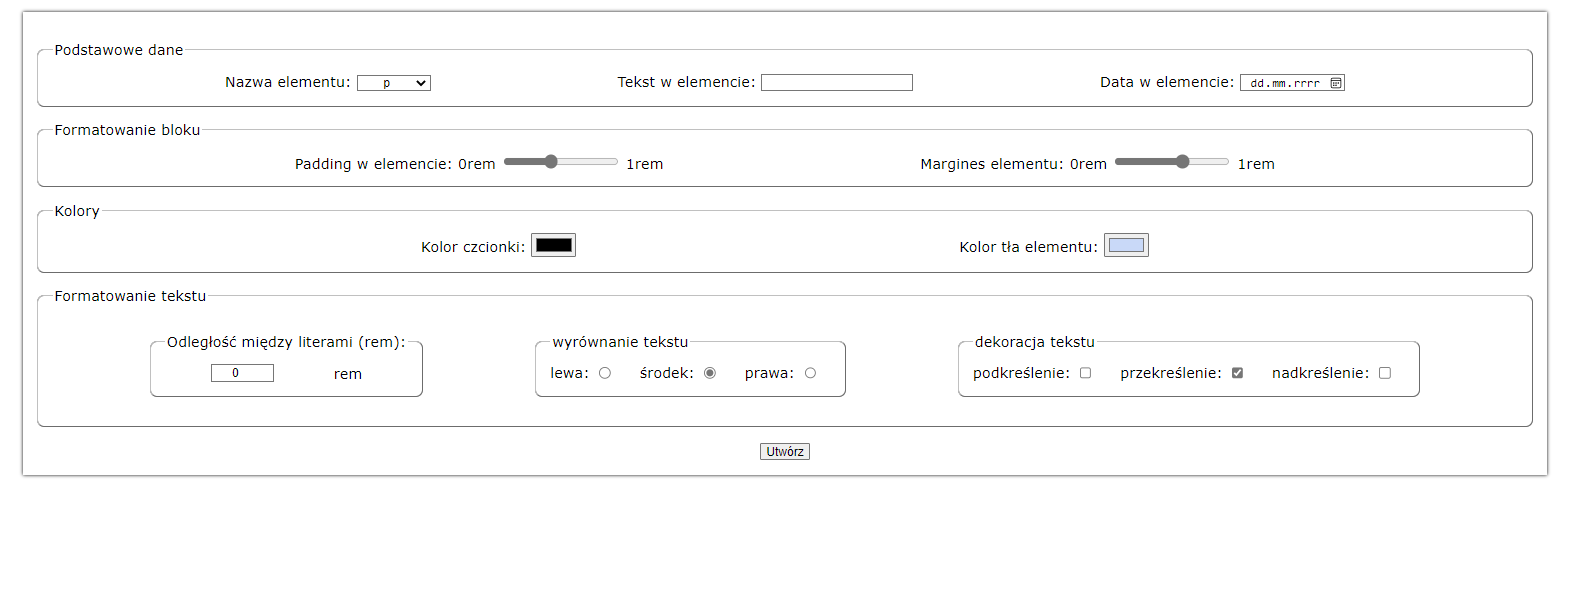 Podstawowe dane
Nazwa elementu: p Tekst w elemencie: Data w elemencie: dd.mm.rrrr
Formatowanie bloku
Padding w elemencie: 0rem 1rem Margines elementu: 0rem 1rem
Kolory
Kolor czcionki: Kolor tła elementu:
Formatowanie tekstu
Odległość między literami (rem): wyrównanie tekstu dekoracja tekstu
0 rem lewa: środek: prawa: podkreślenie: przekreślenie: nadkreślenie:
Utwórz